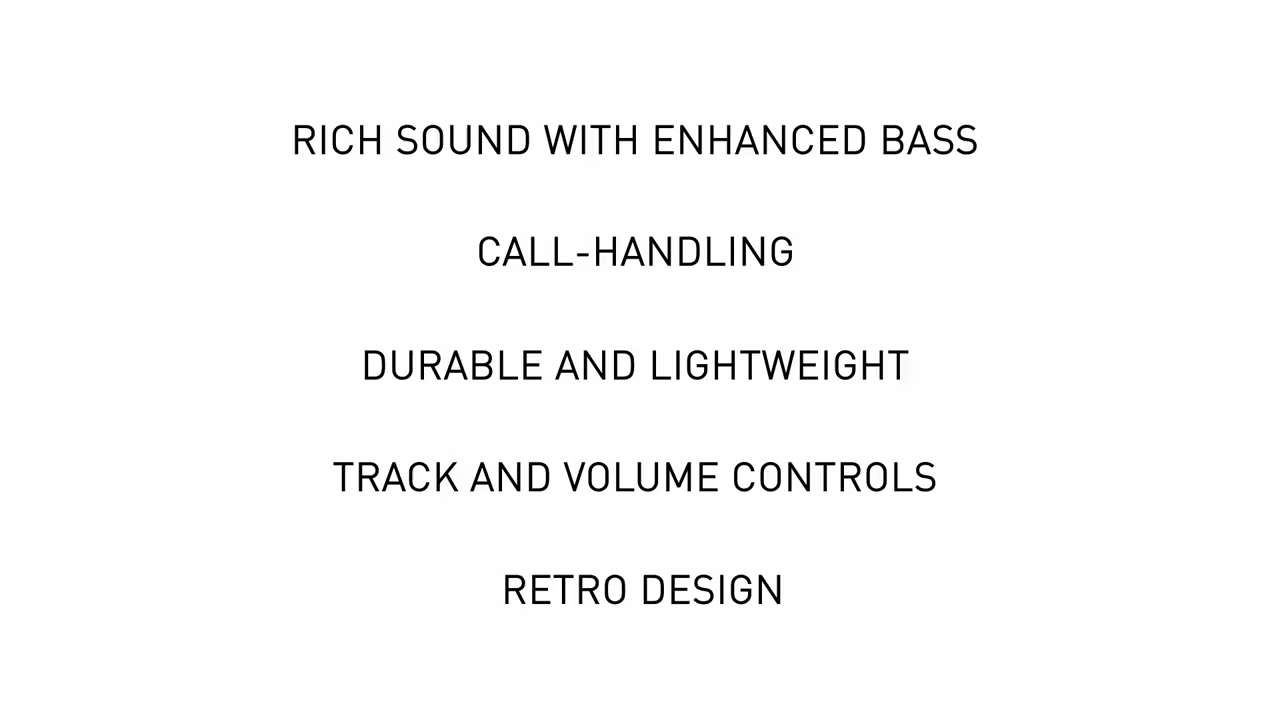 RICH SOUND WITH ENHANCED BASS
CALL-HANDLING
DURABLE AND LIGHTWEIGHT
TRACK AND VOLUME CONTROLS
RETRO DESIGN